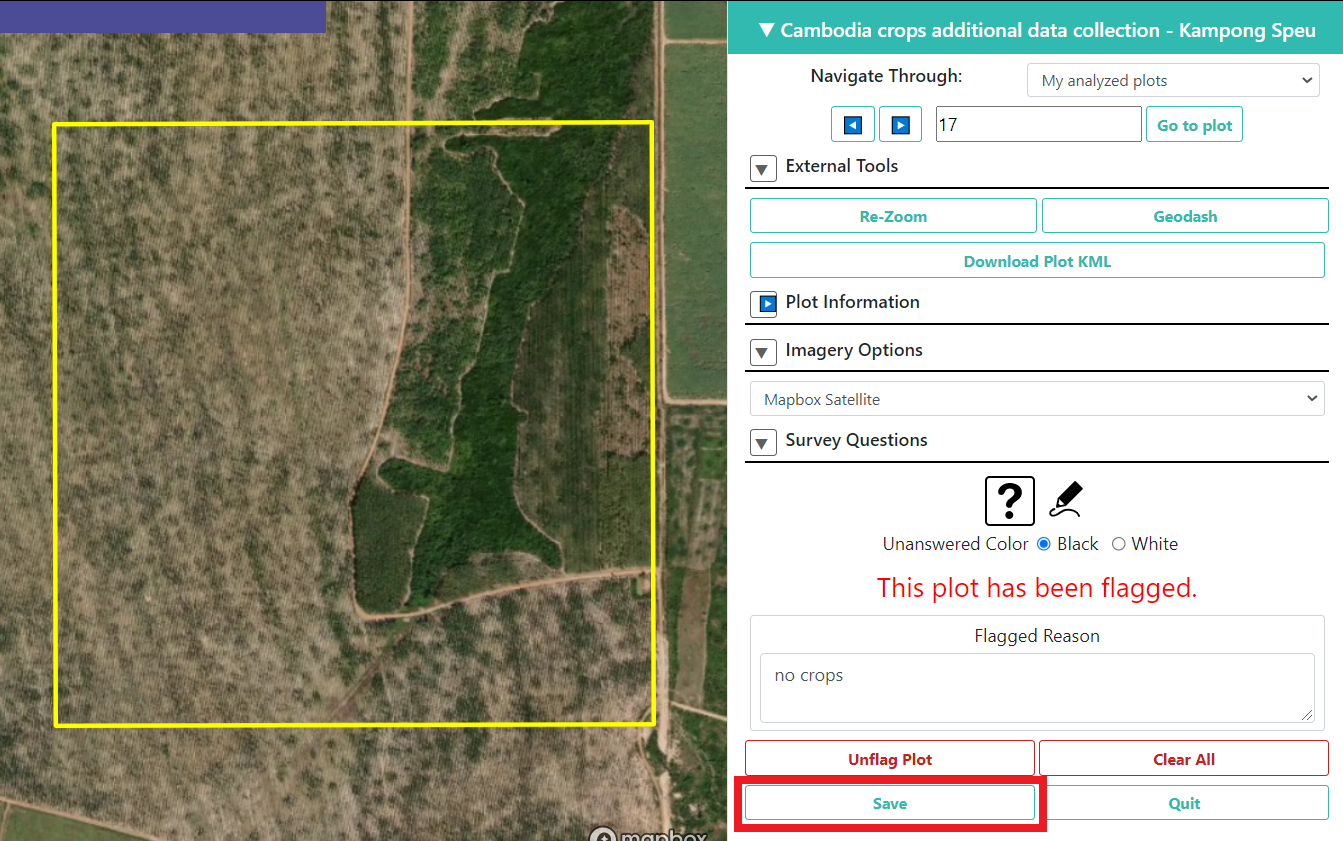 ▼ Cambodia crops additional data collection - Kampong Speu
Navigate Through:
My analyzed plots
17
Go to plot
External Tools
Re-Zoom
Geodash
Download Plot KML
Plot Information
Imagery Options
Mapbox Satellite
Survey Questions
?
Unanswered Color Black White
This plot has been flagged.
Flagged Reason
no crops
Unflag Plot
Clear All
Save
Quit
mapbox